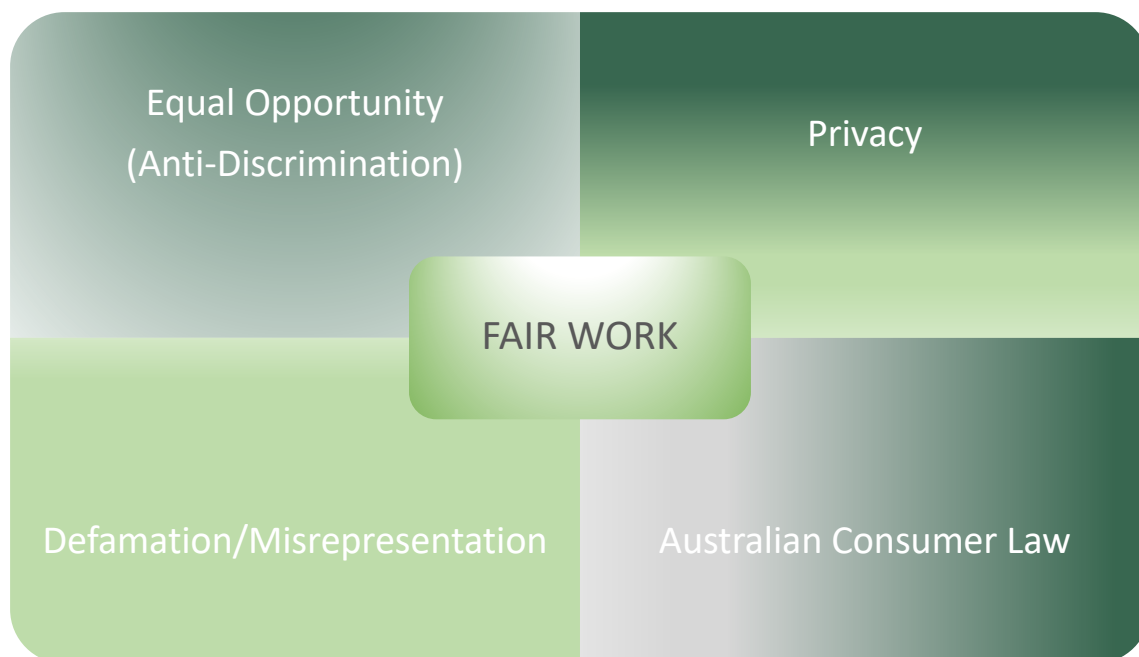 Equal Opportunity
(Anti-Discrimination)
Privacy
FAIR WORK
Defamation/Misrepresentation
Australian Consumer Law